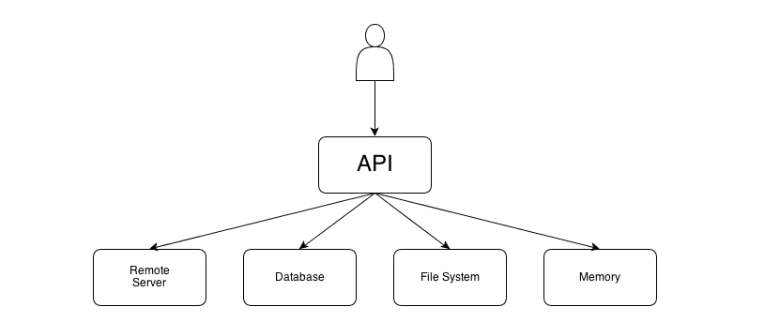 API
Remote
Server
Database
File System
Memory